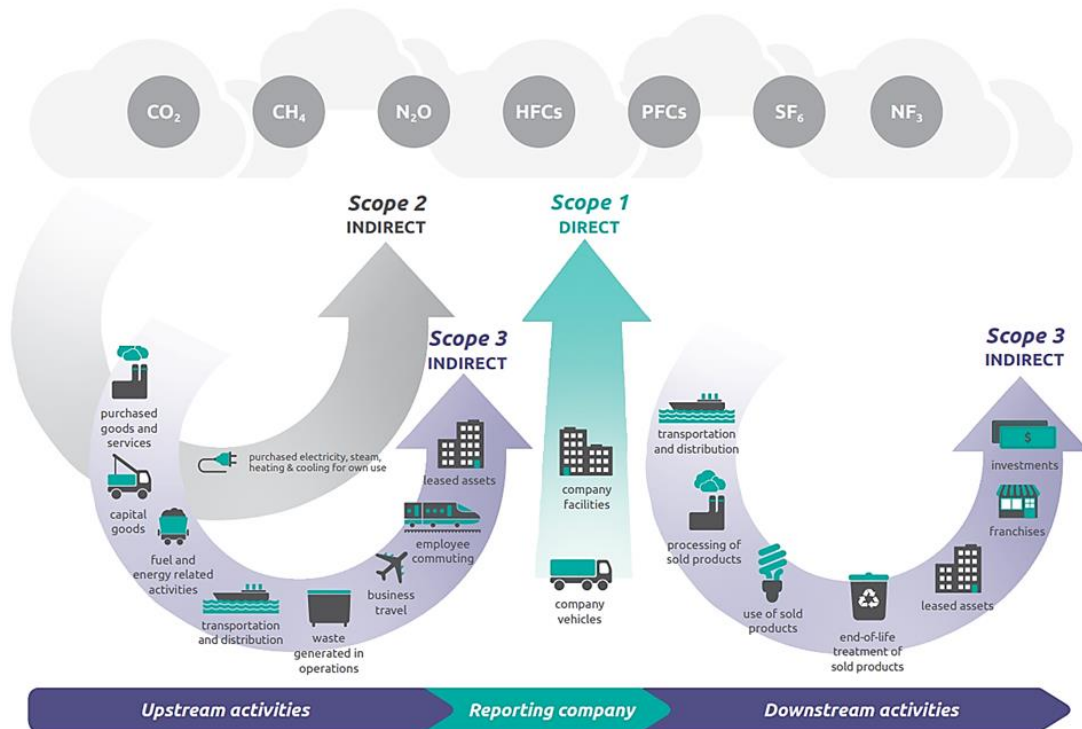 CO₂
CH₄
N₂O
HFCs
PFCs
SF₆
NF₃
Scope 2
INDIRECT
Scope 1
DIRECT
Scope 3
INDIRECT
Scope 3
INDIRECT
purchased
goods and
services
capital
goods
fuel and
energy related
activities
transportation
and distribution
waste
generated in
operations
business
travel
employee
commuting
leased assets
purchased electricity, steam,
heating & cooling for own use
company
facilities
company
vehicles
transportation
and distribution
processing of
sold products
use of sold
products
end-of-life
treatment of
sold products
leased assets
franchises
investments
$
Upstream activities
Reporting company
Downstream activities